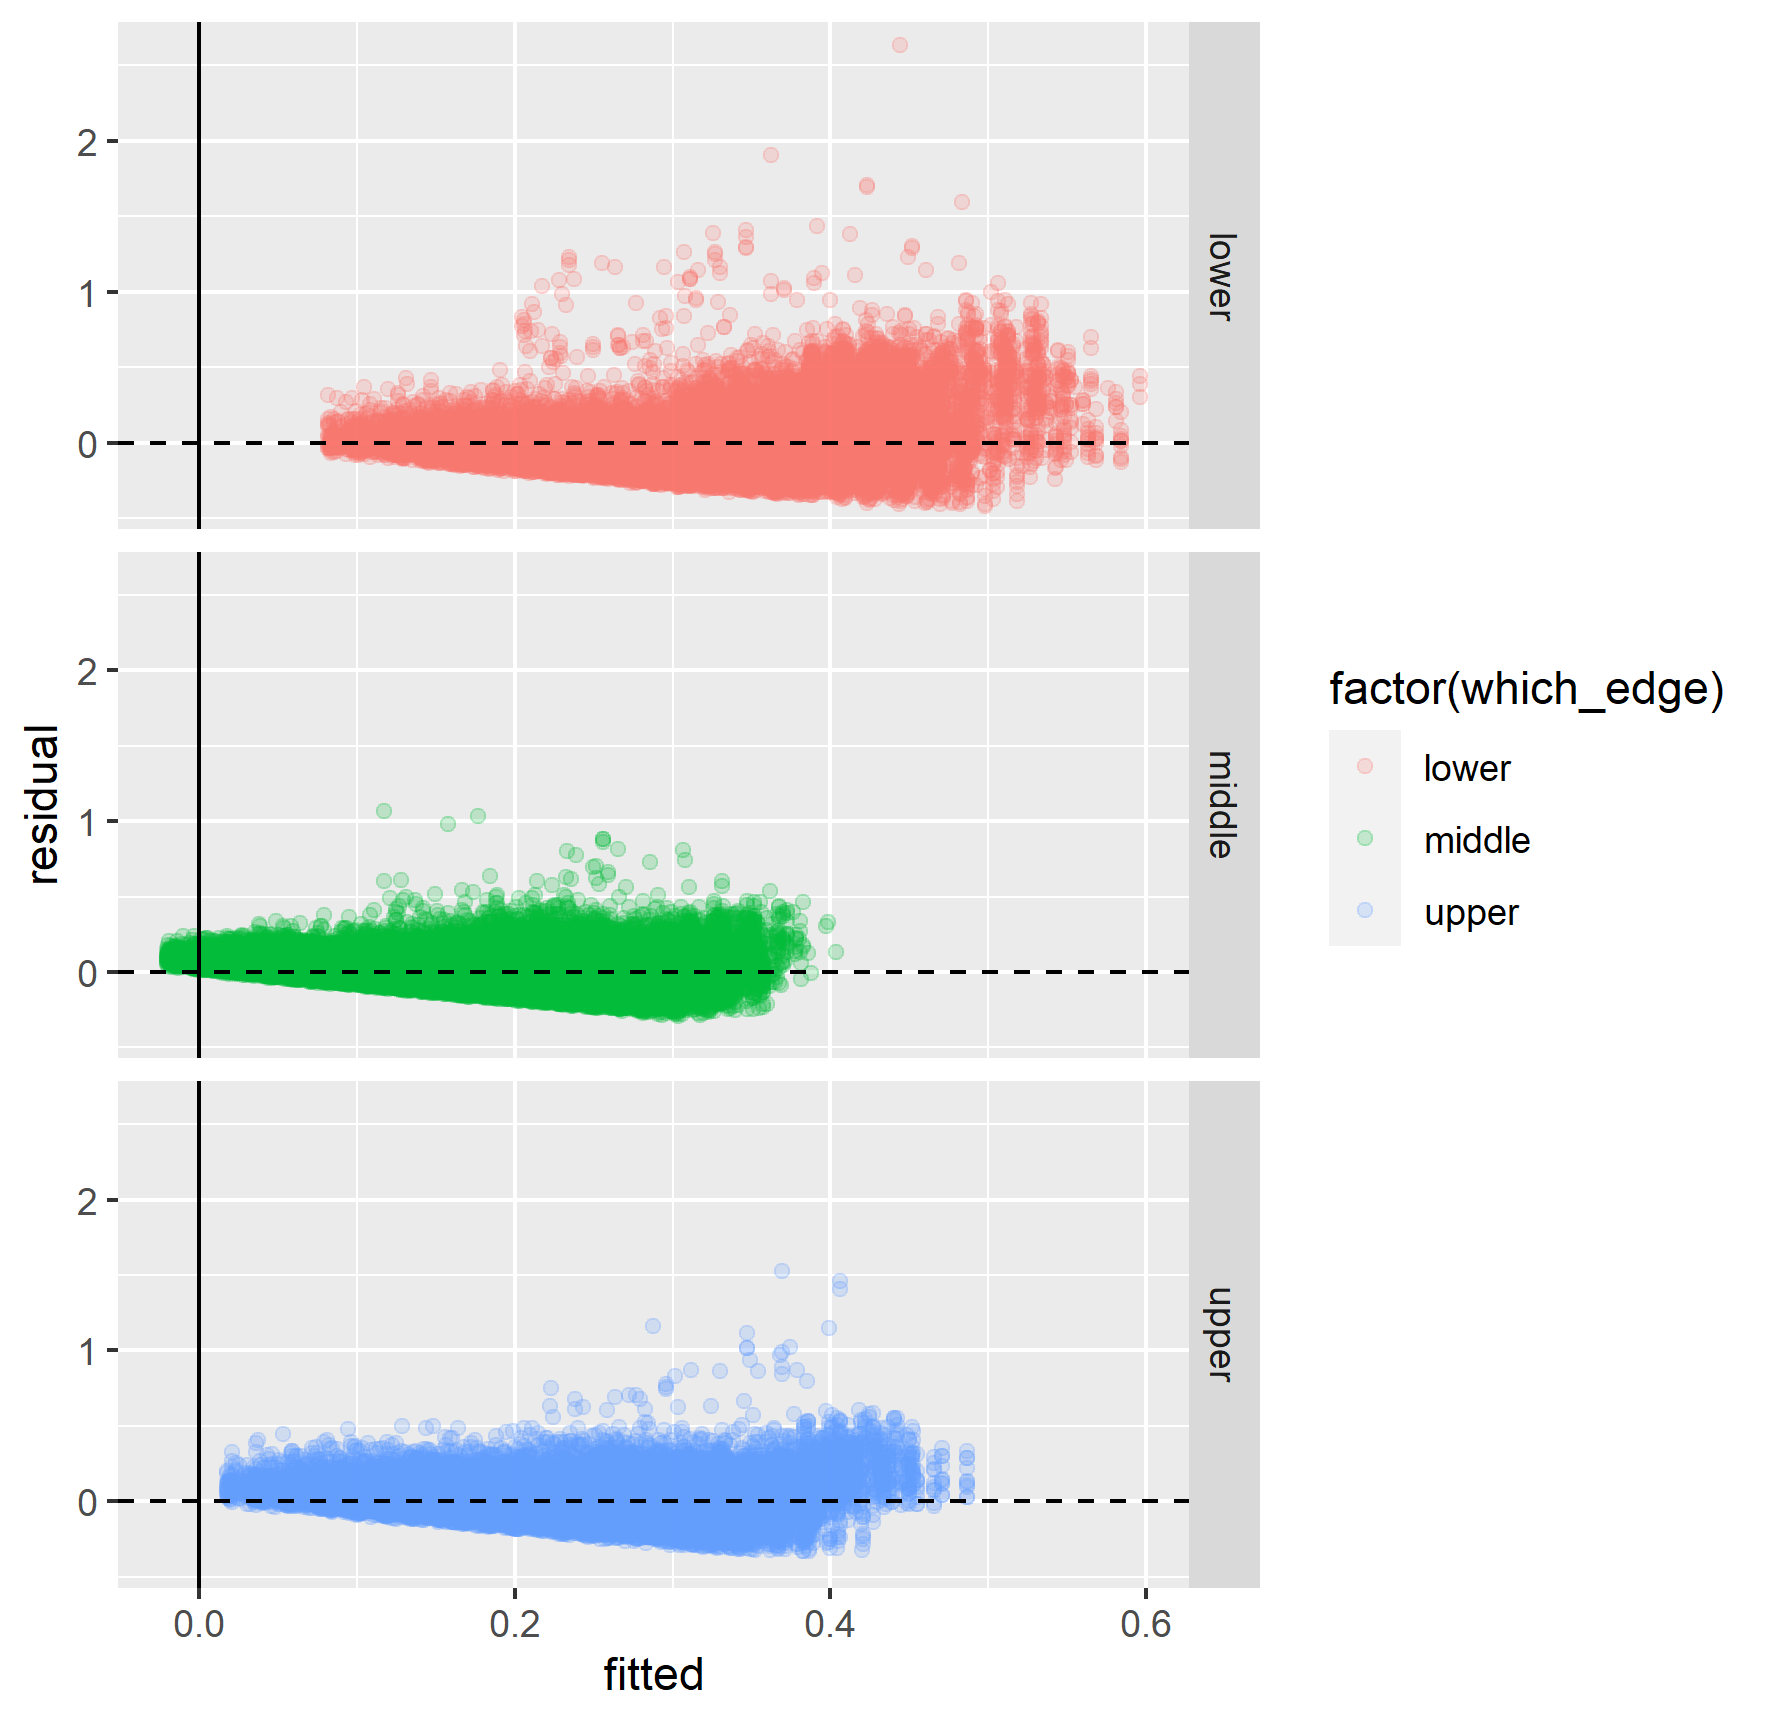 2
1
0
lower
2
1
0
middle
2
1
0
upper
residual
0.0 0.2 0.4 0.6
fitted
factor(which_edge)
lower
middle
upper